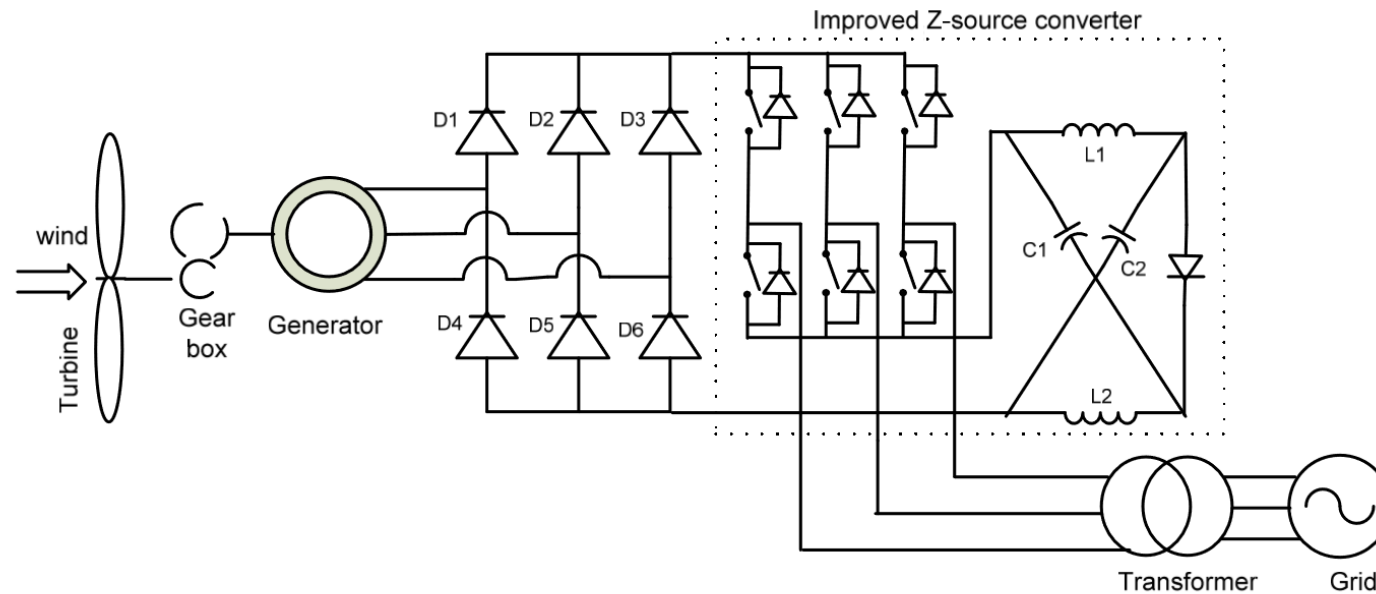 Improved Z-source converter
D1
D2
D3
L1
wind
C1
C2
Turbine
Gear
box
Generator
D4
D5
D6
L2
Transformer
Grid